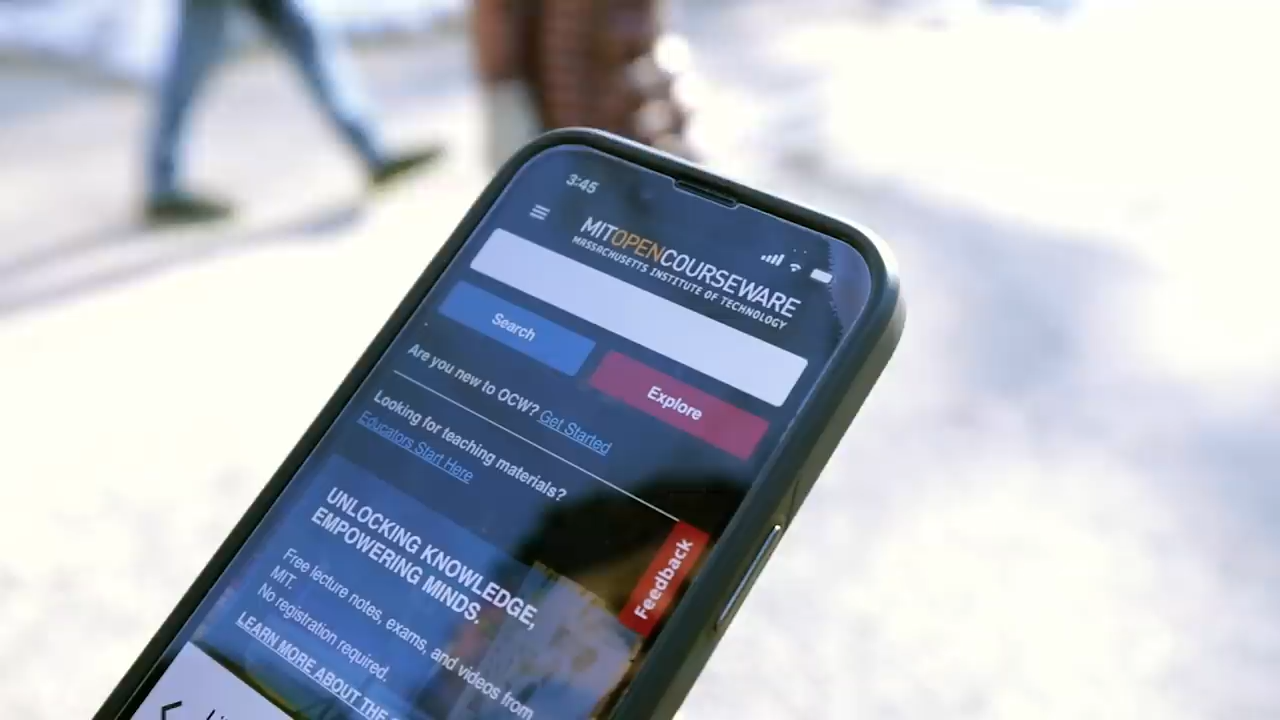 3:45
MITOPENCOURSEWARE
MASSACHUSETTS INSTITUTE OF TECHNOLOGY
Search
Explore
Are you new to OCW? Get Started
Looking for teaching materials?
Educators Start Here
Feedback
UNLOCKING KNOWLEDGE,
EMPOWERING MINDS.
Free lecture notes, exams, and videos from
MIT.
No registration required.
LEARN MORE ABOUT THE